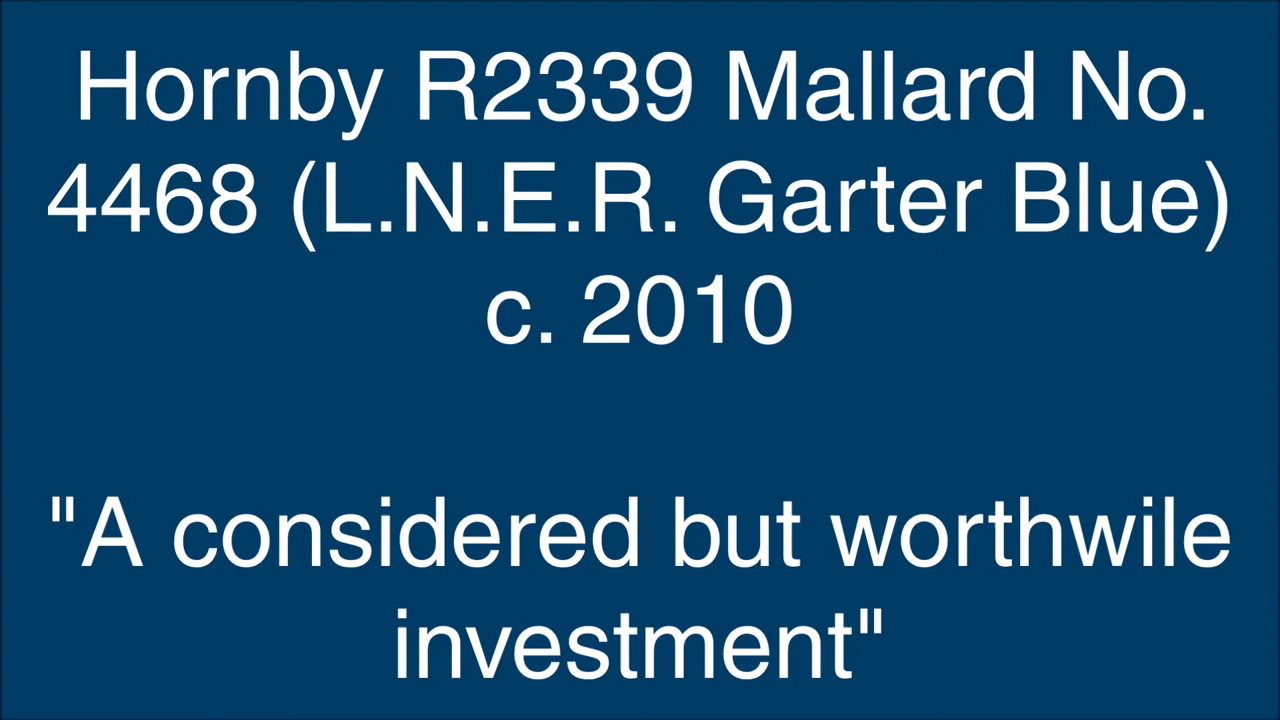 Hornby R2339 Mallard No.
4468 (L.N.E.R. Garter Blue)
c. 2010
"A considered but worthwile
investment"